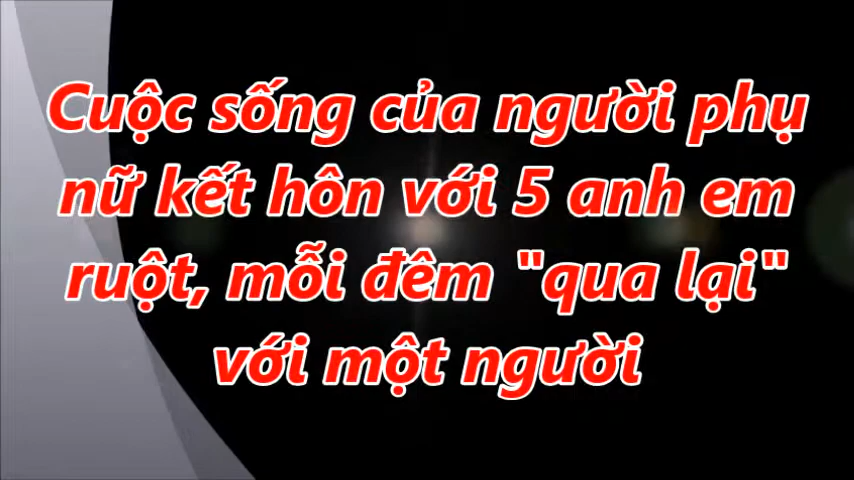 Cuộc sống của người phụ
nữ kết hôn với 5 anh em
ruột, mỗi đêm "qua lại"
với một người